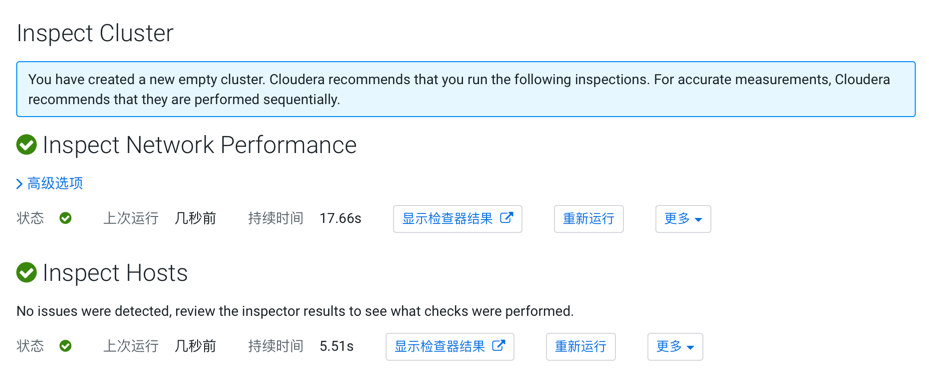 Inspect Cluster
You have created a new empty cluster. Cloudera recommends that you run the following inspections. For accurate measurements, Cloudera
recommends that they are performed sequentially.
Inspect Network Performance
高级选项
状态 上次运行 几秒前 持续时间 17.66s 显示检查器结果 重新运行 更多
Inspect Hosts
No issues were detected, review the inspector results to see what checks were performed.
状态 上次运行 几秒前 持续时间 5.51s 显示检查器结果 重新运行 更多